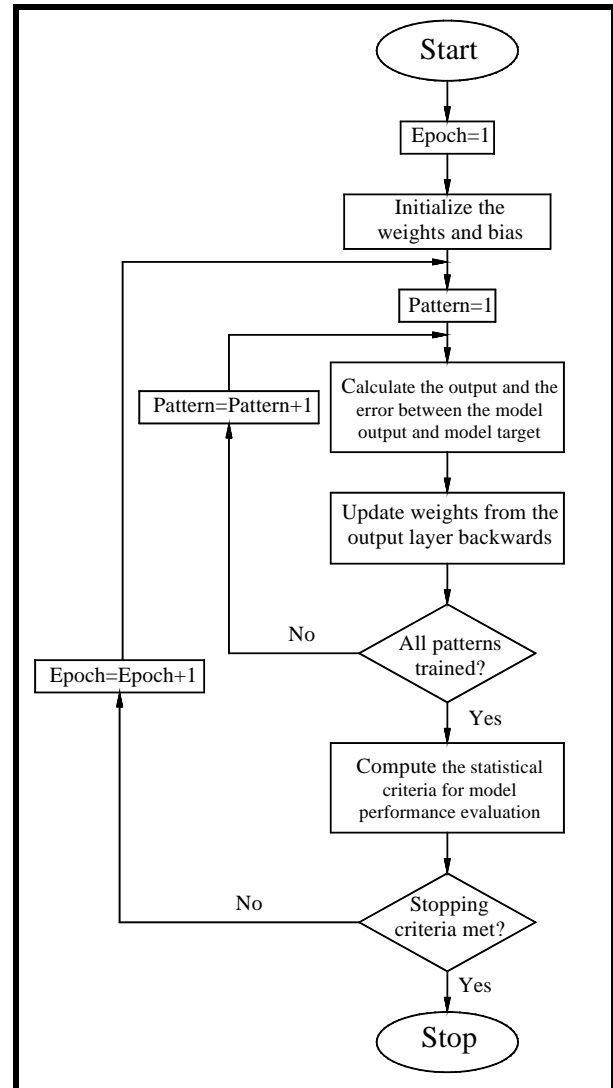 Start
Epoch=1
Initialize the
weights and bias
Pattern=1
Calculate the output and the
error between the model
output and model target
Pattern=Pattern+1
Update weights from the
output layer backwards
No
All patterns
trained?
Epoch=Epoch+1
Yes
Compute the statistical
criteria for model
performance evaluation
No
Stopping
criteria met?
Yes
Stop